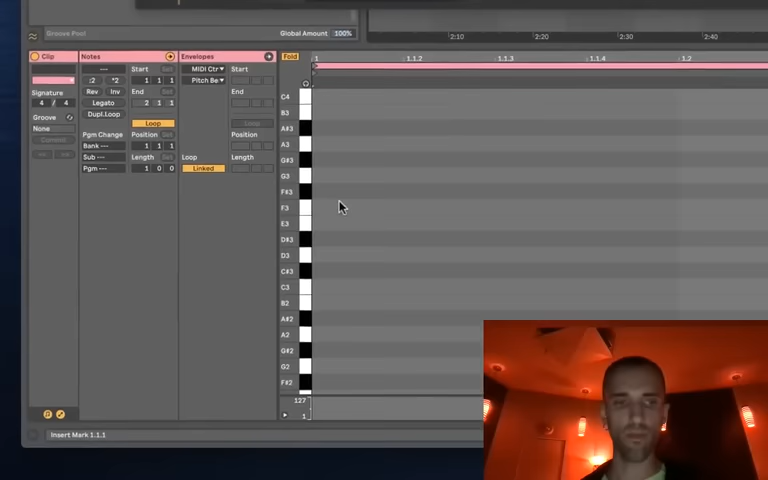 Groove Pool Global Amount 100%
2:10 2:20 2:30 2:40
Clip Notes Envelopes Fold 1 1.1.2 1.1.3 1.1.4 1.2
--- Start Set MIDI Ctr Start
:2 *2 1 1 1 Pitch Be
Signature Rev Inv End Set End
4 / 4 Legato 2 1 1
Groove Dupl.Loop
None Loop Loop
Commit Pgm Change Position Set Position
Bank --- 1 1 1
Sub --- Length Set Loop Length
Pgm --- 1 0 0 Linked
C4
B3
A#3
A3
G#3
G3
F#3
F3
E3
D#3
D3
C#3
C3
B2
A#2
A2
G#2
G2
F#2
127
1
Insert Mark 1.1.1